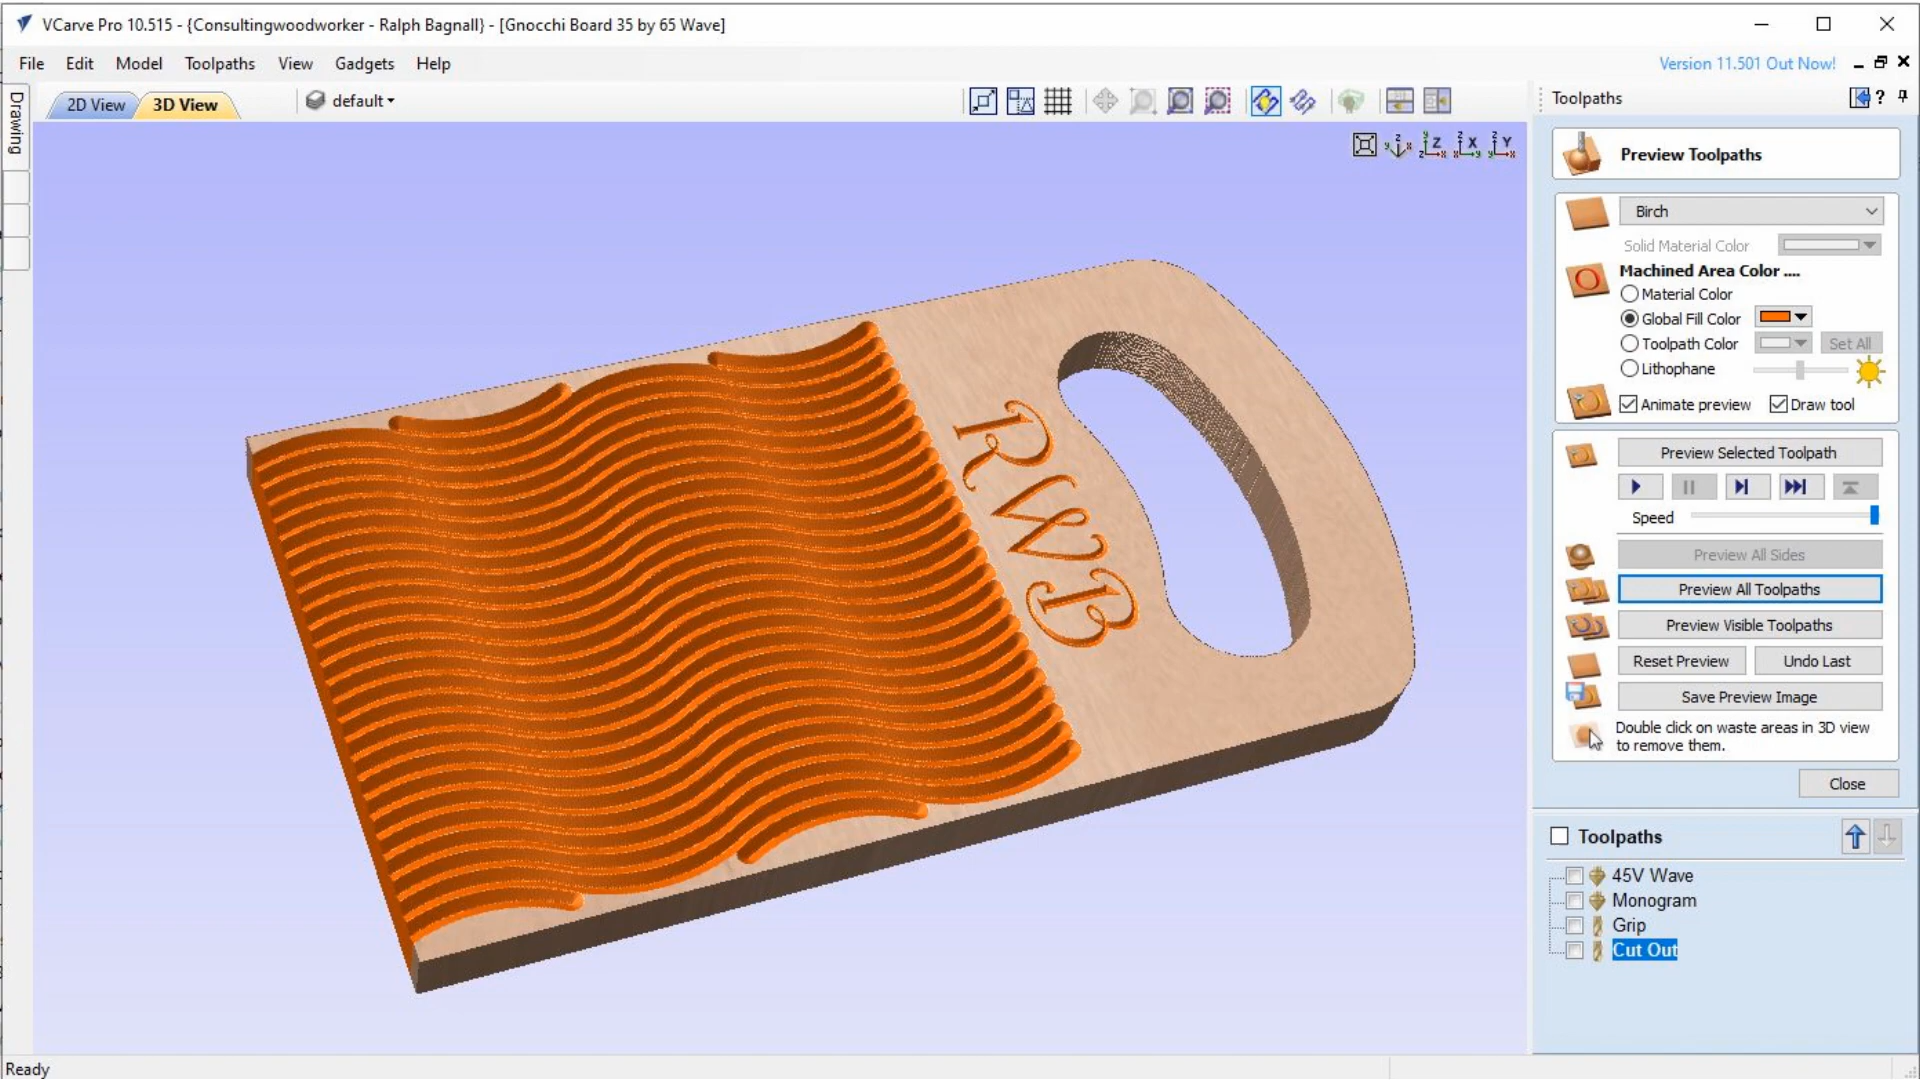 VCarve Pro 10.515 - {Consultingwoodworker - Ralph Bagnall} - [Gnocchi Board 35 by 65 Wave]
File Edit Model Toolpaths View Gadgets Help
Version 11.501 Out Now!
Drawing
2D View 3D View default
Toolpaths ?
Preview Toolpaths
Birch
Solid Material Color
Machined Area Color ....
Material Color
Global Fill Color
Toolpath Color Set All
Lithophane
Animate preview Draw tool
Preview Selected Toolpath
Speed
Preview All Sides
Preview All Toolpaths
Preview Visible Toolpaths
Reset Preview Undo Last
Save Preview Image
Double click on waste areas in 3D view
to remove them.
Close
RWB
Toolpaths
45V Wave
Monogram
Grip
Cut Out
Ready